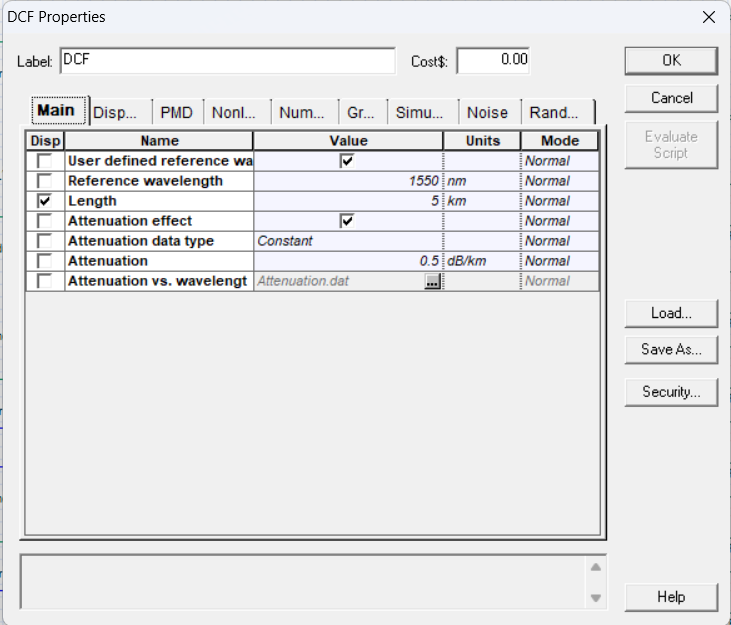 DCF Properties
Label: DCF Cost$: 0.00 OK
Cancel
Evaluate
Script
Main Disp... PMD Nonl... Num... Gr... Simu... Noise Rand...
Disp Name Value Units Mode
User defined reference wa Normal
Reference wavelength 1550 nm Normal
Length 5 km Normal
Attenuation effect Normal
Attenuation data type Constant Normal
Attenuation 0.5 dB/km Normal
Attenuation vs. wavelengt Attenuation.dat ... Normal
Load...
Save As...
Security...
Help